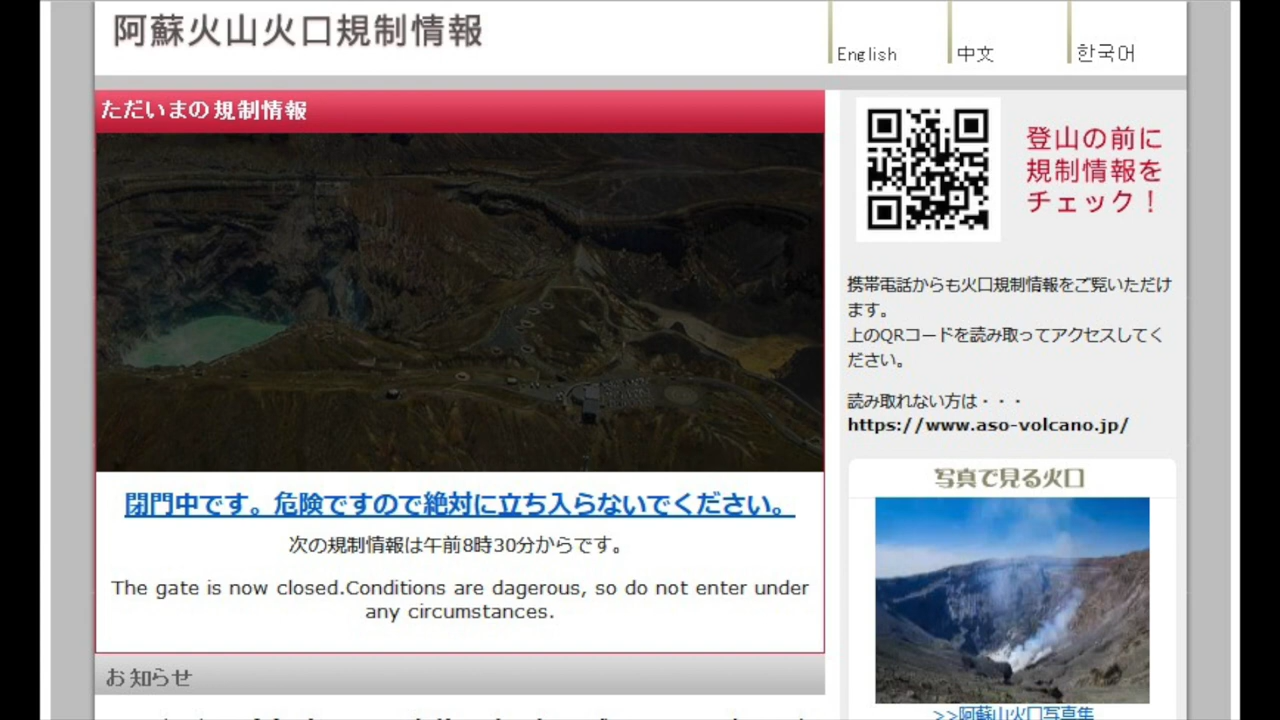 阿蘇火山火口規制情報
English
中文
한국어
ただいまの規制情報
登山の前に
規制情報を
チェック！
携帯電話からも火口規制情報をご覧いただけ
ます。
上のQRコードを読み取ってアクセスしてく
ださい。
読み取れない方は・・・
https://www.aso-volcano.jp/
写真で見る火口
閉門中です。危険ですので絶対に立ち入らないでください。
次の規制情報は午前8時30分からです。
The gate is now closed.Conditions are dagerous, so do not enter under
any circumstances.
お知らせ
>>阿蘇山火口写真集